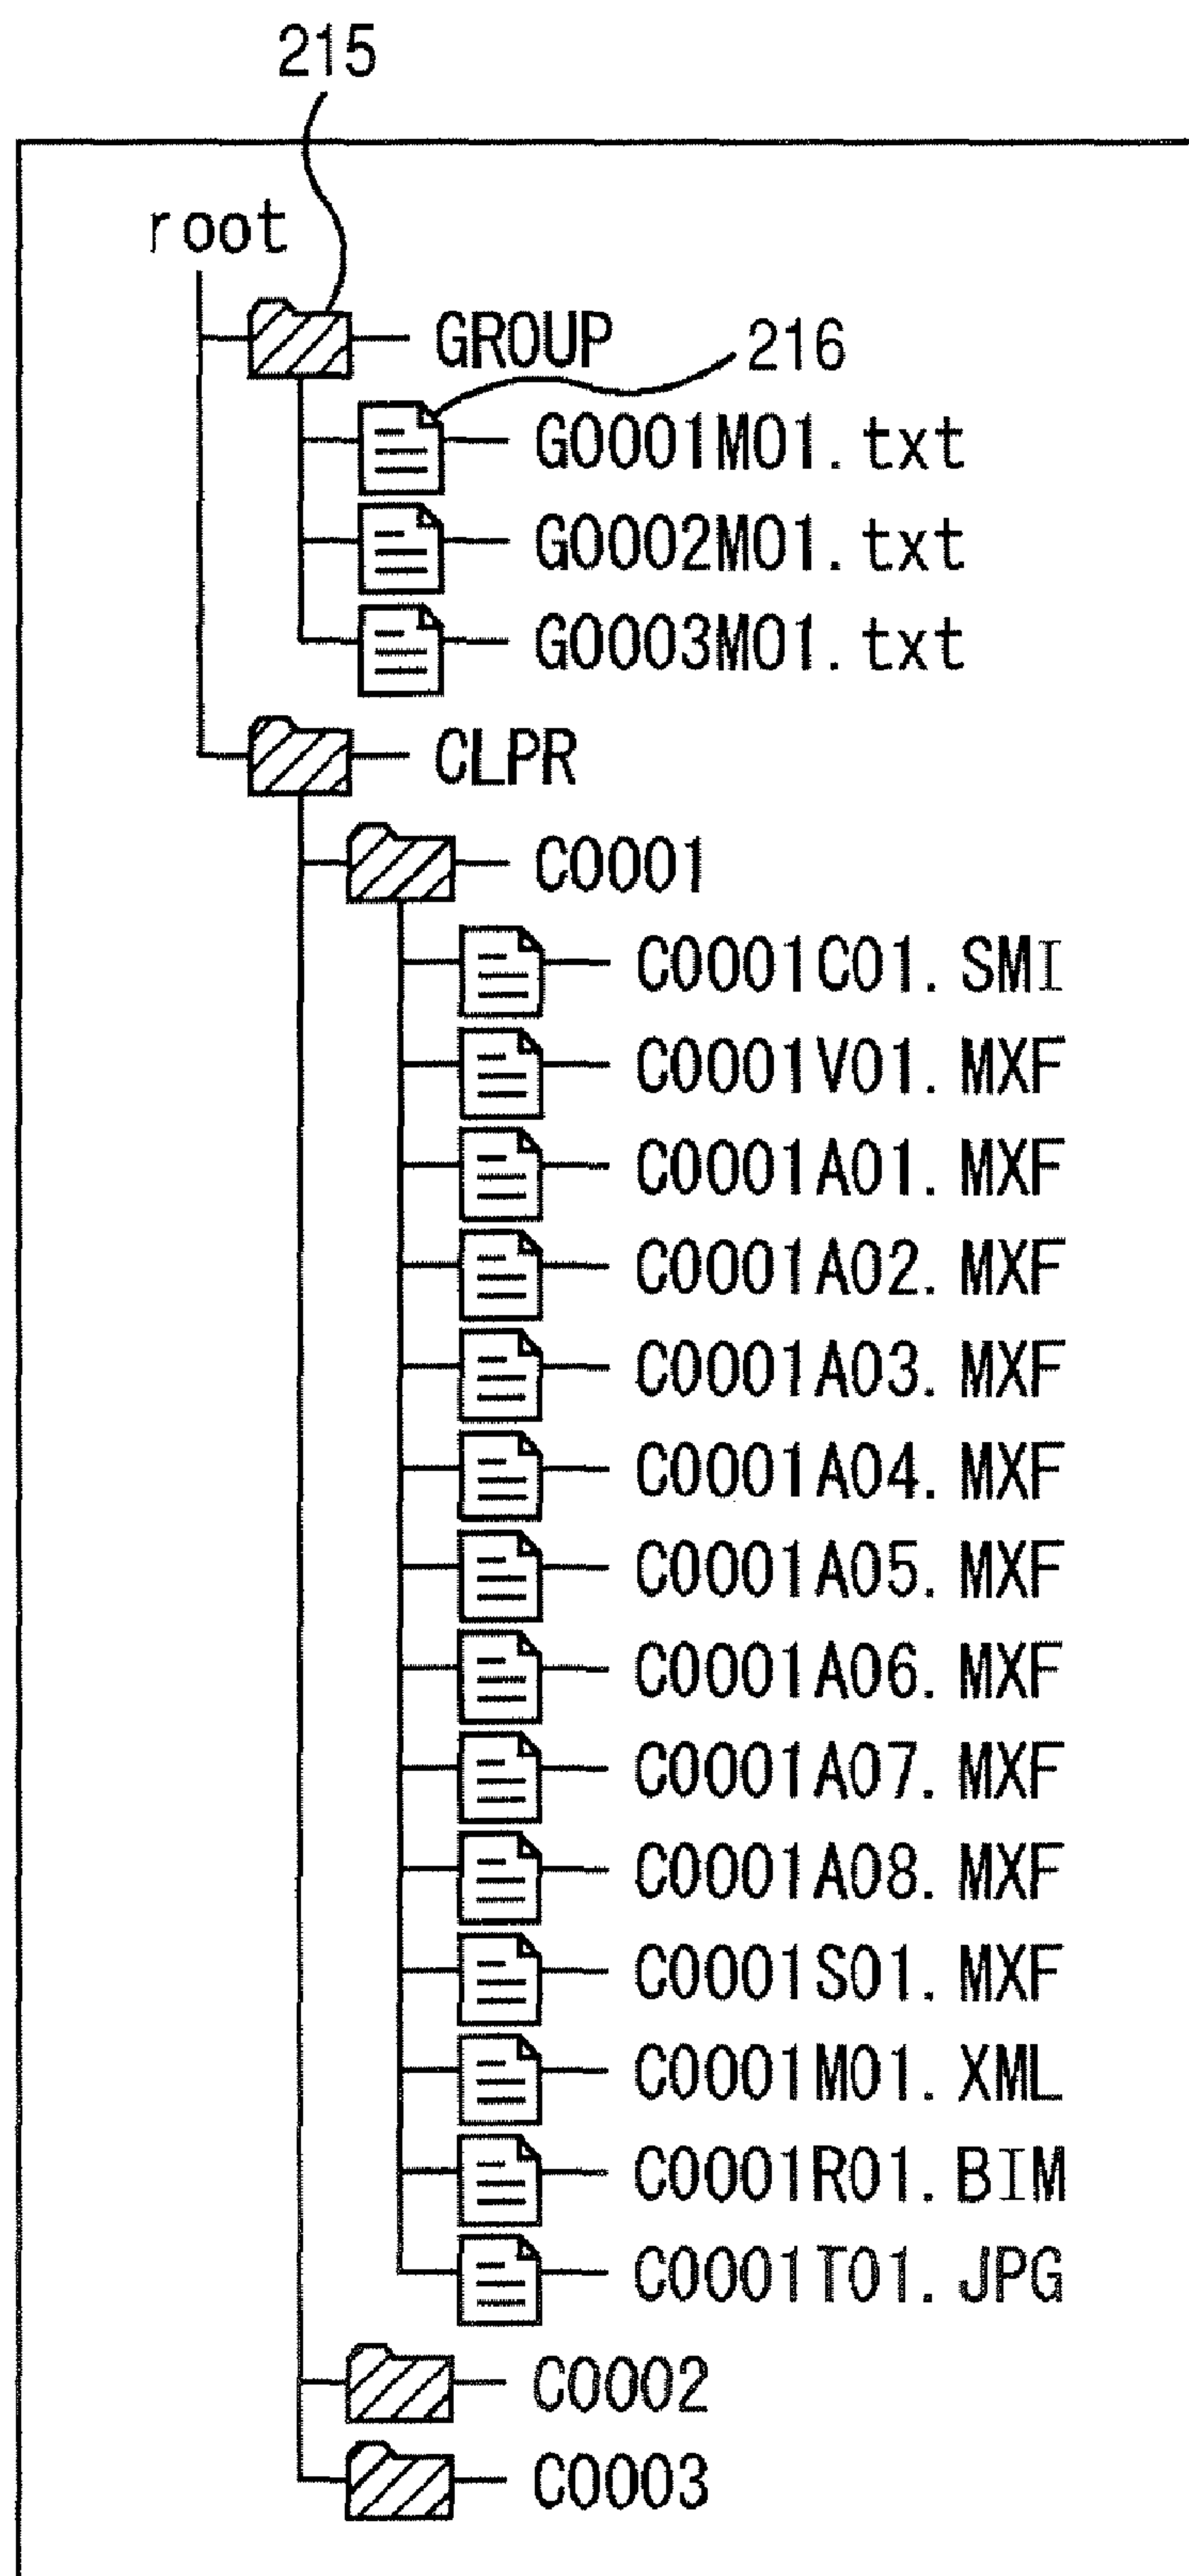 215
root
GROUP
216
G0001M01.txt
G0002M01.txt
G0003M01.txt
CLPR
C0001
C0001C01.SMI
C0001V01.MXF
C0001A01.MXF
C0001A02.MXF
C0001A03.MXF
C0001A04.MXF
C0001A05.MXF
C0001A06.MXF
C0001A07.MXF
C0001A08.MXF
C0001S01.MXF
C0001M01.XML
C0001R01.BIM
C0001T01.JPG
C0002
C0003